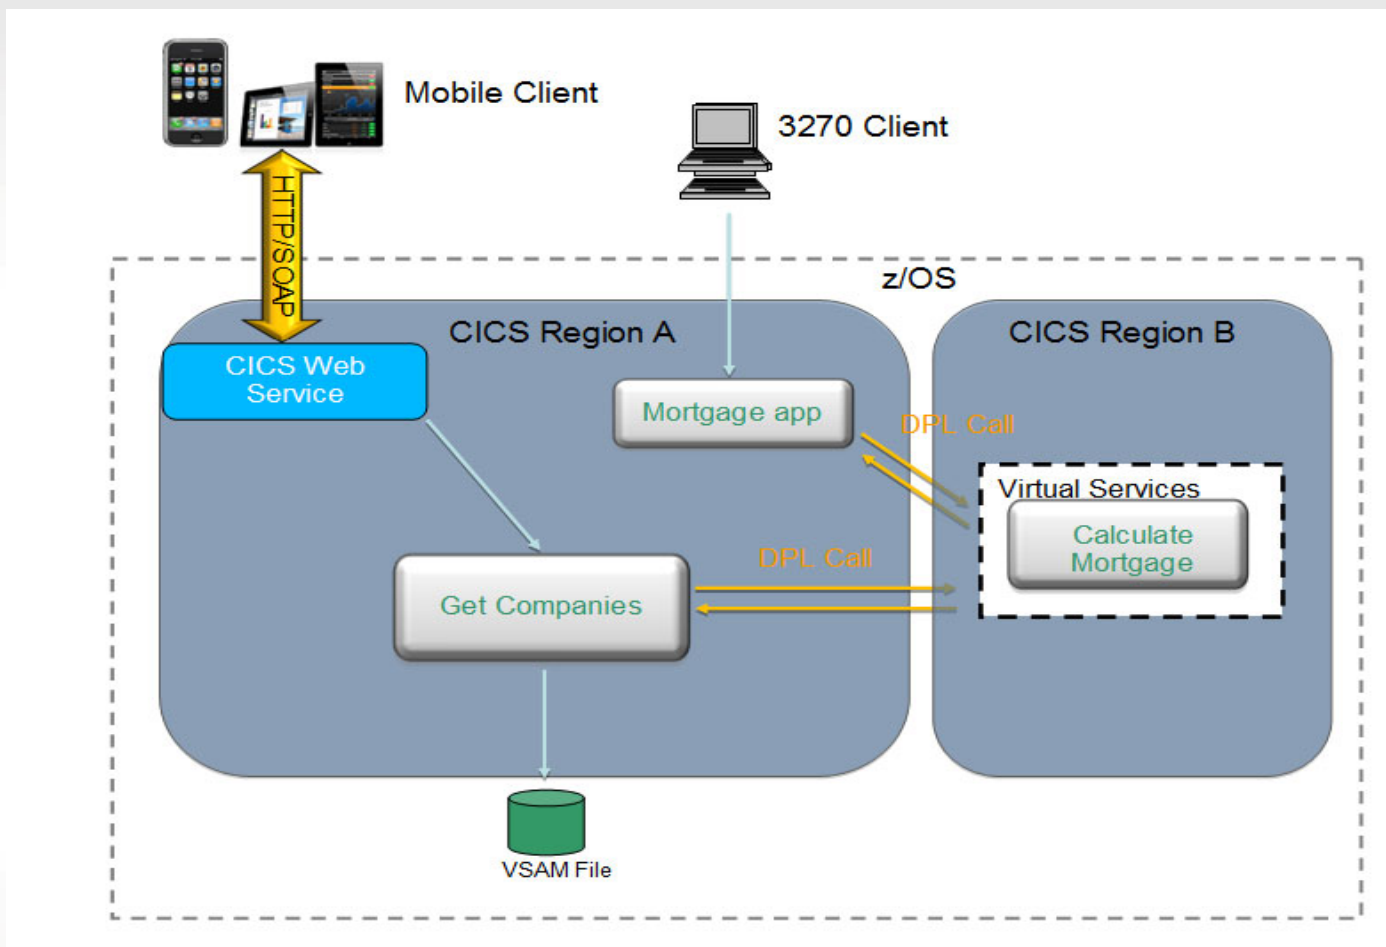 Mobile Client
3270 Client
HTTP/SOAP
z/OS
CICS Region A
CICS Region B
CICS Web
Service
Mortgage app
DPL Call
Virtual Services
Calculate
Mortgage
DPL Call
Get Companies
VSAM File